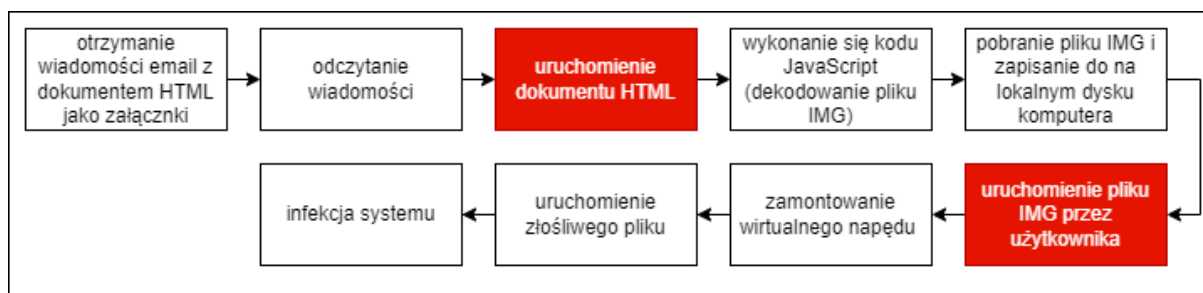 otrzymanie
wiadomości email z
dokumentem HTML
jako załącznki
odczytanie
wiadomości
uruchomienie
dokumentu HTML
wykonanie się kodu
JavaScript
(dekodowanie pliku
IMG)
pobranie pliku IMG i
zapisanie do na
lokalnym dysku
komputera
uruchomienie pliku
IMG przez
użytkownika
zamontowanie
wirtualnego napędu
uruchomienie
złośliwego pliku
infekcja systemu